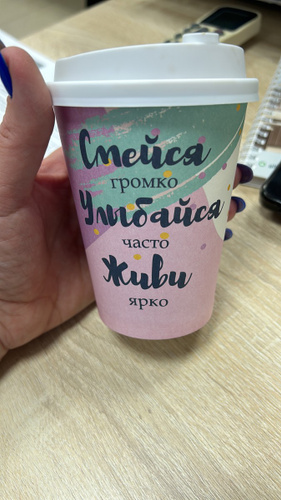 Смейся
громко
Улыбайся
часто
Живи
ярко